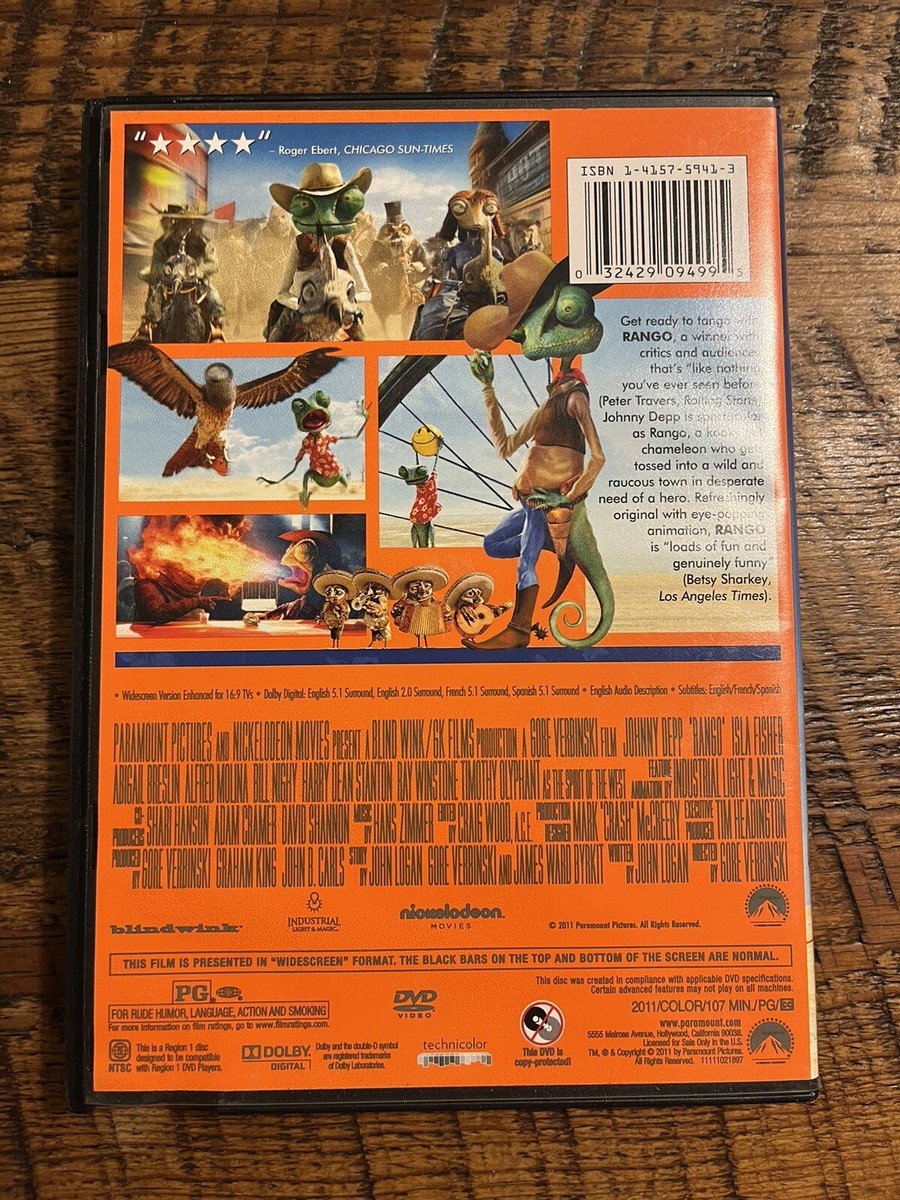 "★★★★"
– Roger Ebert, CHICAGO SUN-TIMES
ISBN 1-4157-5941-3
0 32429 09499 5
Get ready to tango with
RANGO, a winner with
critics and audiences
that's "like nothing
you've ever seen before"
(Peter Travers, Rolling Stone).
Johnny Depp is spectacular
as Rango, a kooky
chameleon who gets
tossed into a wild and
raucous town in desperate
need of a hero. Refreshingly
original with eye-popping
animation, RANGO
is "loads of fun and
genuinely funny"
(Betsy Sharkey,
Los Angeles Times).
• Widescreen Version Enhanced for 16:9 TVs • Dolby Digital: English 5.1 Surround, English 2.0 Surround, French 5.1 Surround, Spanish 5.1 Surround • English Audio Description • Subtitles: English/French/Spanish
PARAMOUNT PICTURES AND NICKELODEON MOVIES PRESENT A BLIND WINK/GK FILMS PRODUCTION A GORE VERBINSKI FILM JOHNNY DEPP "RANGO" ISLA FISHER
ABIGAIL BRESLIN ALFRED MOLINA BILL NIGHY HARRY DEAN STANTON RAY WINSTONE TIMOTHY OLYPHANT AS THE SPIRIT OF THE WEST FEATURE ANIMATION BY INDUSTRIAL LIGHT & MAGIC
CO-PRODUCERS SHARI HANSON ADAM CRAMER DAVID SHANNON MUSIC BY HANS ZIMMER EDITED BY CRAIG WOOD, A.C.E. PRODUCTION DESIGNER MARK "CRASH" McCREERY EXECUTIVE PRODUCER TIM HEADINGTON
PRODUCED BY GORE VERBINSKI GRAHAM KING JOHN B. CARLS STORY BY JOHN LOGAN GORE VERBINSKI AND JAMES WARD BYRKIT WRITTEN BY JOHN LOGAN DIRECTED BY GORE VERBINSKI
blindwink
INDUSTRIAL
LIGHT & MAGIC
nickelodeon
MOVIES
© 2011 Paramount Pictures. All Rights Reserved.
THIS FILM IS PRESENTED IN "WIDESCREEN" FORMAT. THE BLACK BARS ON THE TOP AND BOTTOM OF THE SCREEN ARE NORMAL.
PG
FOR RUDE HUMOR, LANGUAGE, ACTION AND SMOKING
For more information on film ratings, go to www.filmratings.com
DVD
VIDEO
This disc was created in compliance with applicable DVD specifications.
Certain advanced features may not play on all machines.
2011/COLOR/107 MIN./PG/
NTSC
This is a Region 1 disc
designed to be compatible
with Region 1 DVD Players.
DOLBY
DIGITAL
Dolby and the double-D symbol
are registered trademarks
of Dolby Laboratories.
technicolor
This DVD is
copy-protected!
www.paramount.com
5555 Melrose Avenue, Hollywood, California 90038.
Licensed for Sale Only in the U.S.
TM, ® & Copyright © 2011 by Paramount Pictures.
All Rights Reserved. 11111021897